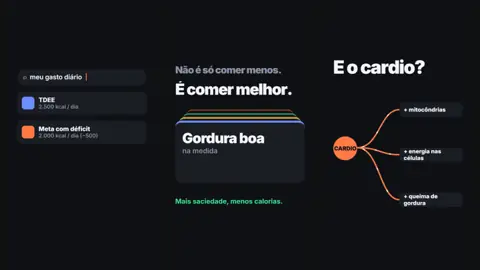 meu gasto diário
TDEE
2.500 kcal / dia
Meta com déficit
2.000 kcal / dia (−500)
Não é só comer menos.
É comer melhor.
Gordura boa
na medida
Mais saciedade, menos calorias.
E o cardio?
CARDIO
+ mitocôndrias
+ energia nas
células
+ queima de
gordura